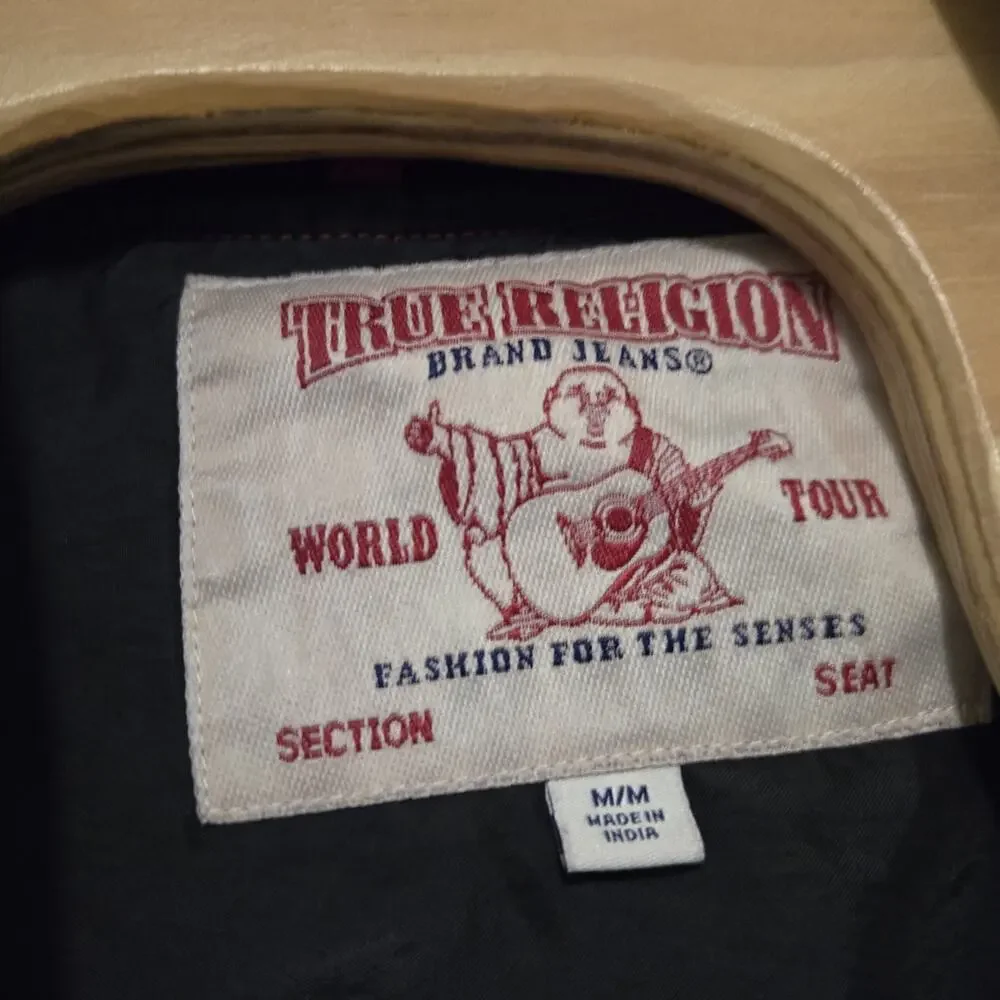 TRUE RELIGION
BRAND JEANS®
WORLD TOUR
FASHION FOR THE SENSES
SECTION SEAT
M/M
MADE IN
INDIA